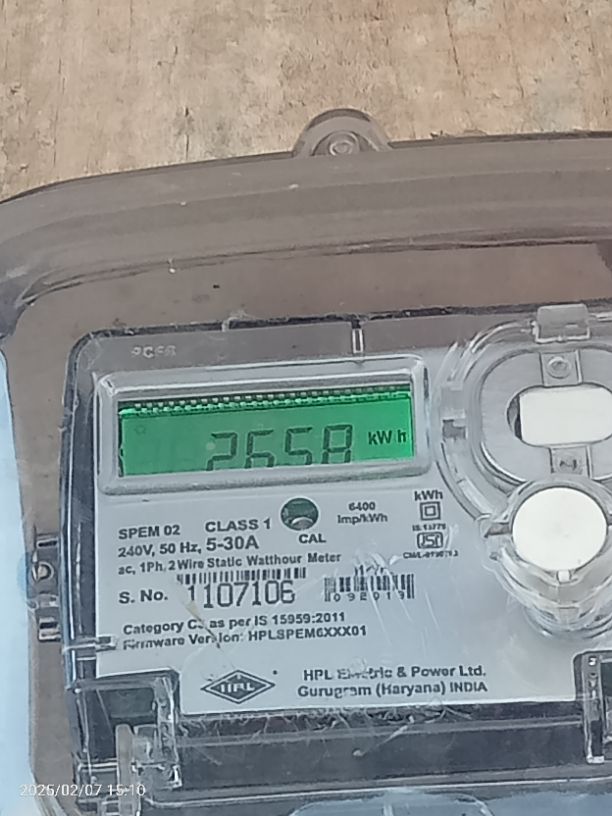 2658 kWh
SPEM 02 CLASS 1
CAL
6400
imp/kWh
kWh
240V, 50 Hz, 5-30A
ac, 1Ph, 2 Wire Static Watthour Meter
S. No. 1107106
092019
Category C as per IS 15959:2011
Firmware Version: HPLSPEM6XXX01
HPL
HPL Electric & Power Ltd.
Gurugram (Haryana) INDIA
2025/02/07 15:10